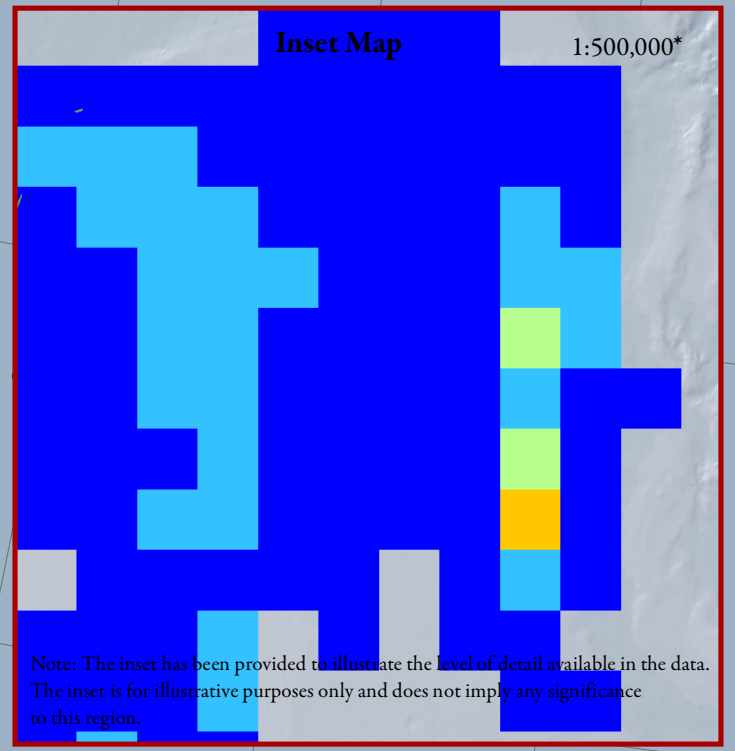 Inset Map
1:500,000*
Note: The inset has been provided to illustrate the level of detail available in the data.
The inset is for illustrative purposes only and does not imply any significance
to this region.